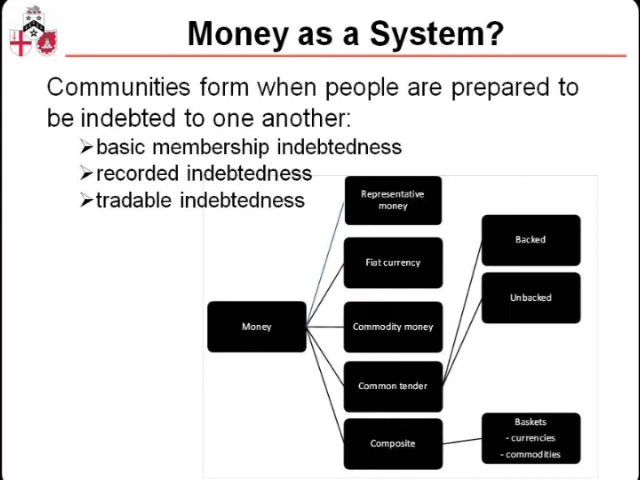 Money as a System?
Communities form when people are prepared to
be indebted to one another:
➢basic membership indebtedness
➢recorded indebtedness
➢tradable indebtedness
Representative
money
Fiat currency
Commodity money
Common tender
Composite
Money
Backed
Unbacked
Baskets
- currencies
- commodities